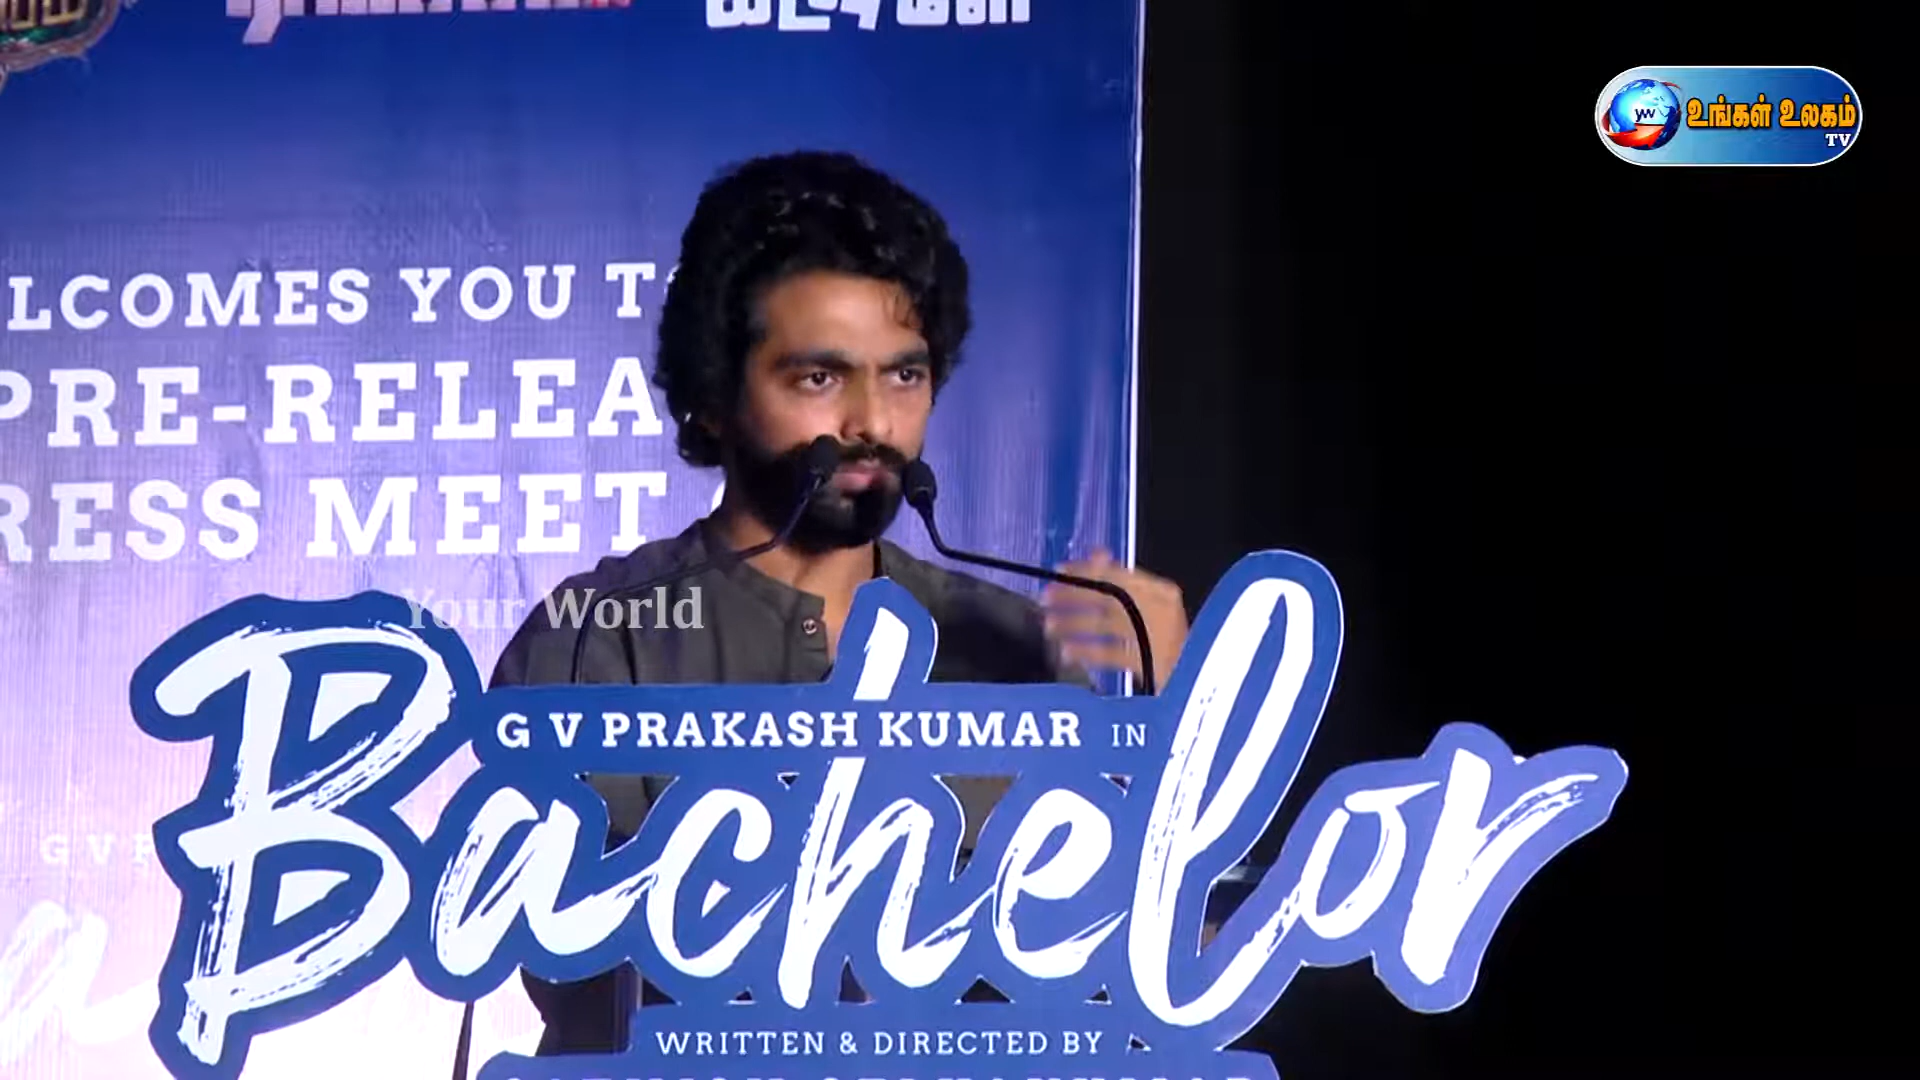 yw உங்கள் உலகம்
TV
LCOMES YOU T
PRE-RELEA
RESS MEET
Your World
G V PRAKASH KUMAR IN
Bachelor
G V P
WRITTEN & DIRECTED BY